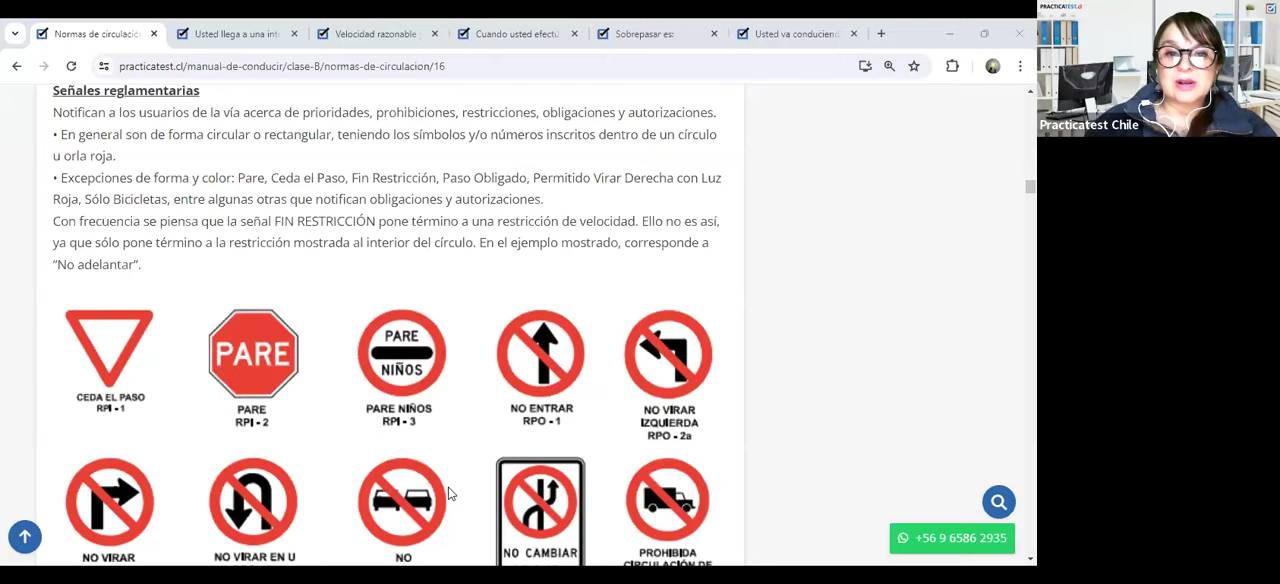 Normas de circulació
Usted llega a una int
Velocidad razonable
Cuando usted efectú
Sobrepasar es:
Usted va conduciend
practicatest.cl/manual-de-conducir/clase-B/normas-de-circulacion/16
PRACTICATEST.cl
Practicatest Chile
Señales reglamentarias
Notifican a los usuarios de la vía acerca de prioridades, prohibiciones, restricciones, obligaciones y autorizaciones.
• En general son de forma circular o rectangular, teniendo los símbolos y/o números inscritos dentro de un círculo
u orla roja.
• Excepciones de forma y color: Pare, Ceda el Paso, Fin Restricción, Paso Obligado, Permitido Virar Derecha con Luz
Roja, Sólo Bicicletas, entre algunas otras que notifican obligaciones y autorizaciones.
Con frecuencia se piensa que la señal FIN RESTRICCIÓN pone término a una restricción de velocidad. Ello no es así,
ya que sólo pone término a la restricción mostrada al interior del círculo. En el ejemplo mostrado, corresponde a
“No adelantar”.
CEDA EL PASO
RPI - 1
PARE
PARE
RPI - 2
PARE
NIÑOS
PARE NIÑOS
RPI - 3
NO ENTRAR
RPO - 1
NO VIRAR
IZQUIERDA
RPO - 2a
NO VIRAR
NO VIRAR EN U
NO
NO CAMBIAR
PROHIBIDA
CIRCULACIÓN DE
+56 9 6586 2935